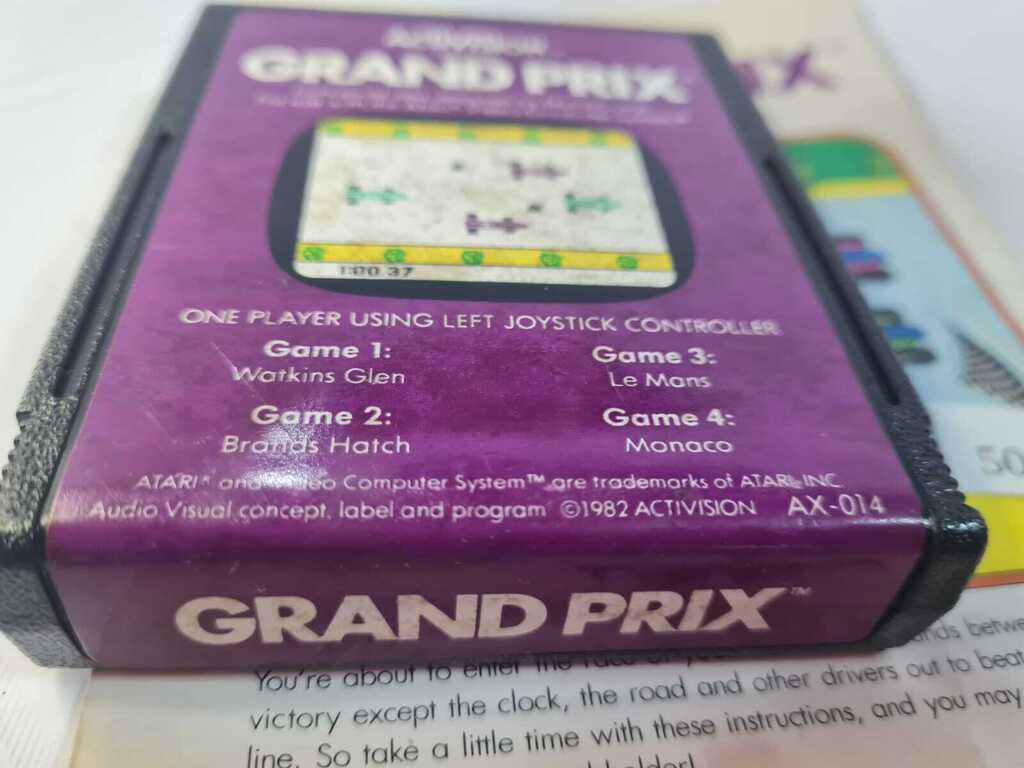 ACTIVISION
GRAND PRIX
1:00.37
ONE PLAYER USING LEFT JOYSTICK CONTROLLER
Game 1:
Watkins Glen
Game 2:
Brands Hatch
Game 3:
Le Mans
Game 4:
Monaco
ATARI® and Video Computer System™ are trademarks of ATARI, INC.
Audio Visual concept, label and program ©1982 ACTIVISION AX-014
GRAND PRIX™
IX
50
You're about to enter the
victory except the clock, the road and other drivers out to beat
line. So take a little time with these instructions, and you may